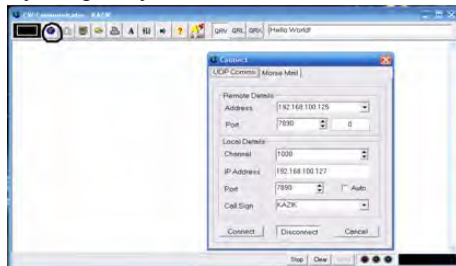 CW Communicator - KAZIK
A
?
QRV QRL QRX Hello World!
Connect
UDP Comms Morse Mail
Remote Details
Address 192.168.100.125
Port 7890 0
Local Details
Channel 1000
IP Address 192.168.100.127
Port 7890 Auto
Call Sign KAZIK
Connect Disconnect Cancel
Stop Clear